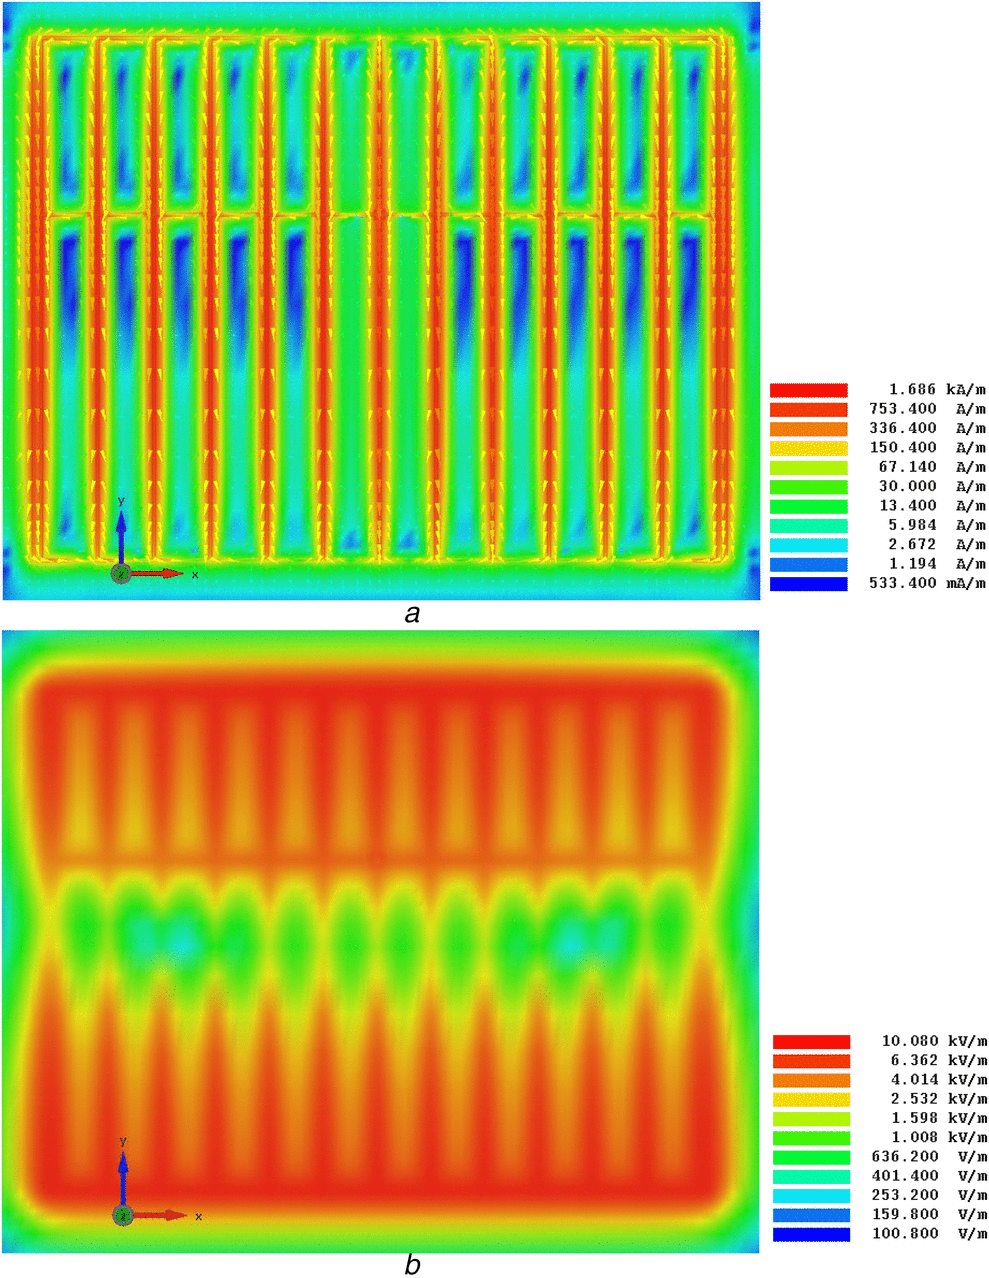 1.686 kA/m
753.400 A/m
336.400 A/m
150.400 A/m
67.140 A/m
30.000 A/m
13.400 A/m
5.984 A/m
2.672 A/m
1.194 A/m
533.400 mA/m
y
z
x
a
10.080 kV/m
6.362 kV/m
4.014 kV/m
2.532 kV/m
1.598 kV/m
1.008 kV/m
636.200 V/m
401.400 V/m
253.200 V/m
159.800 V/m
100.800 V/m
y
z
x
b